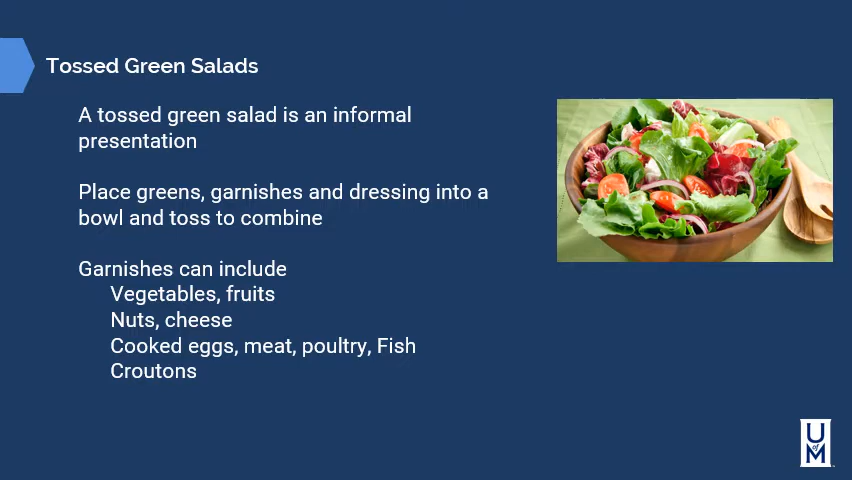 Tossed Green Salads
A tossed green salad is an informal
presentation
Place greens, garnishes and dressing into a
bowl and toss to combine
Garnishes can include
Vegetables, fruits
Nuts, cheese
Cooked eggs, meat, poultry, Fish
Croutons
U
of
M